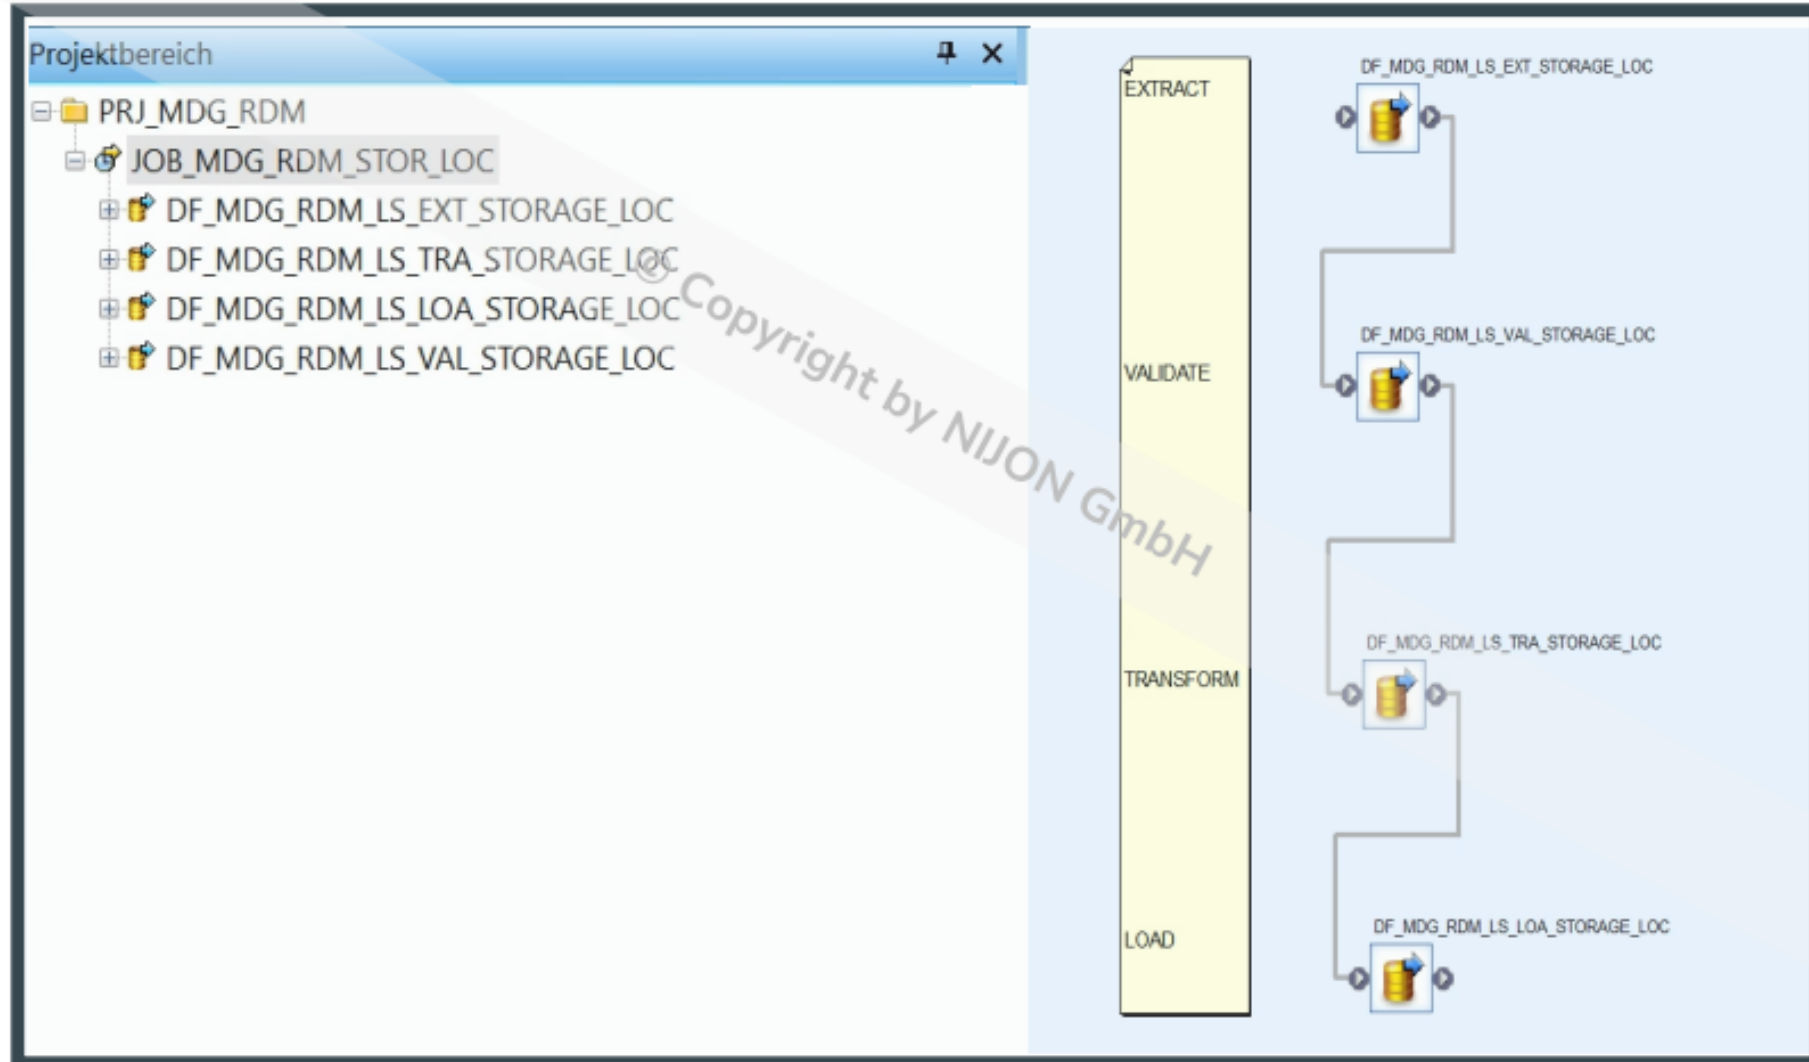 Projektbereich
PRJ_MDG_RDM
JOB_MDG_RDM_STOR_LOC
DF_MDG_RDM_LS_EXT_STORAGE_LOC
DF_MDG_RDM_LS_TRA_STORAGE_LOC
DF_MDG_RDM_LS_LOA_STORAGE_LOC
DF_MDG_RDM_LS_VAL_STORAGE_LOC
© Copyright by NIJON GmbH
EXTRACT
DF_MDG_RDM_LS_EXT_STORAGE_LOC
VALIDATE
DF_MDG_RDM_LS_VAL_STORAGE_LOC
TRANSFORM
DF_MDG_RDM_LS_TRA_STORAGE_LOC
LOAD
DF_MDG_RDM_LS_LOA_STORAGE_LOC